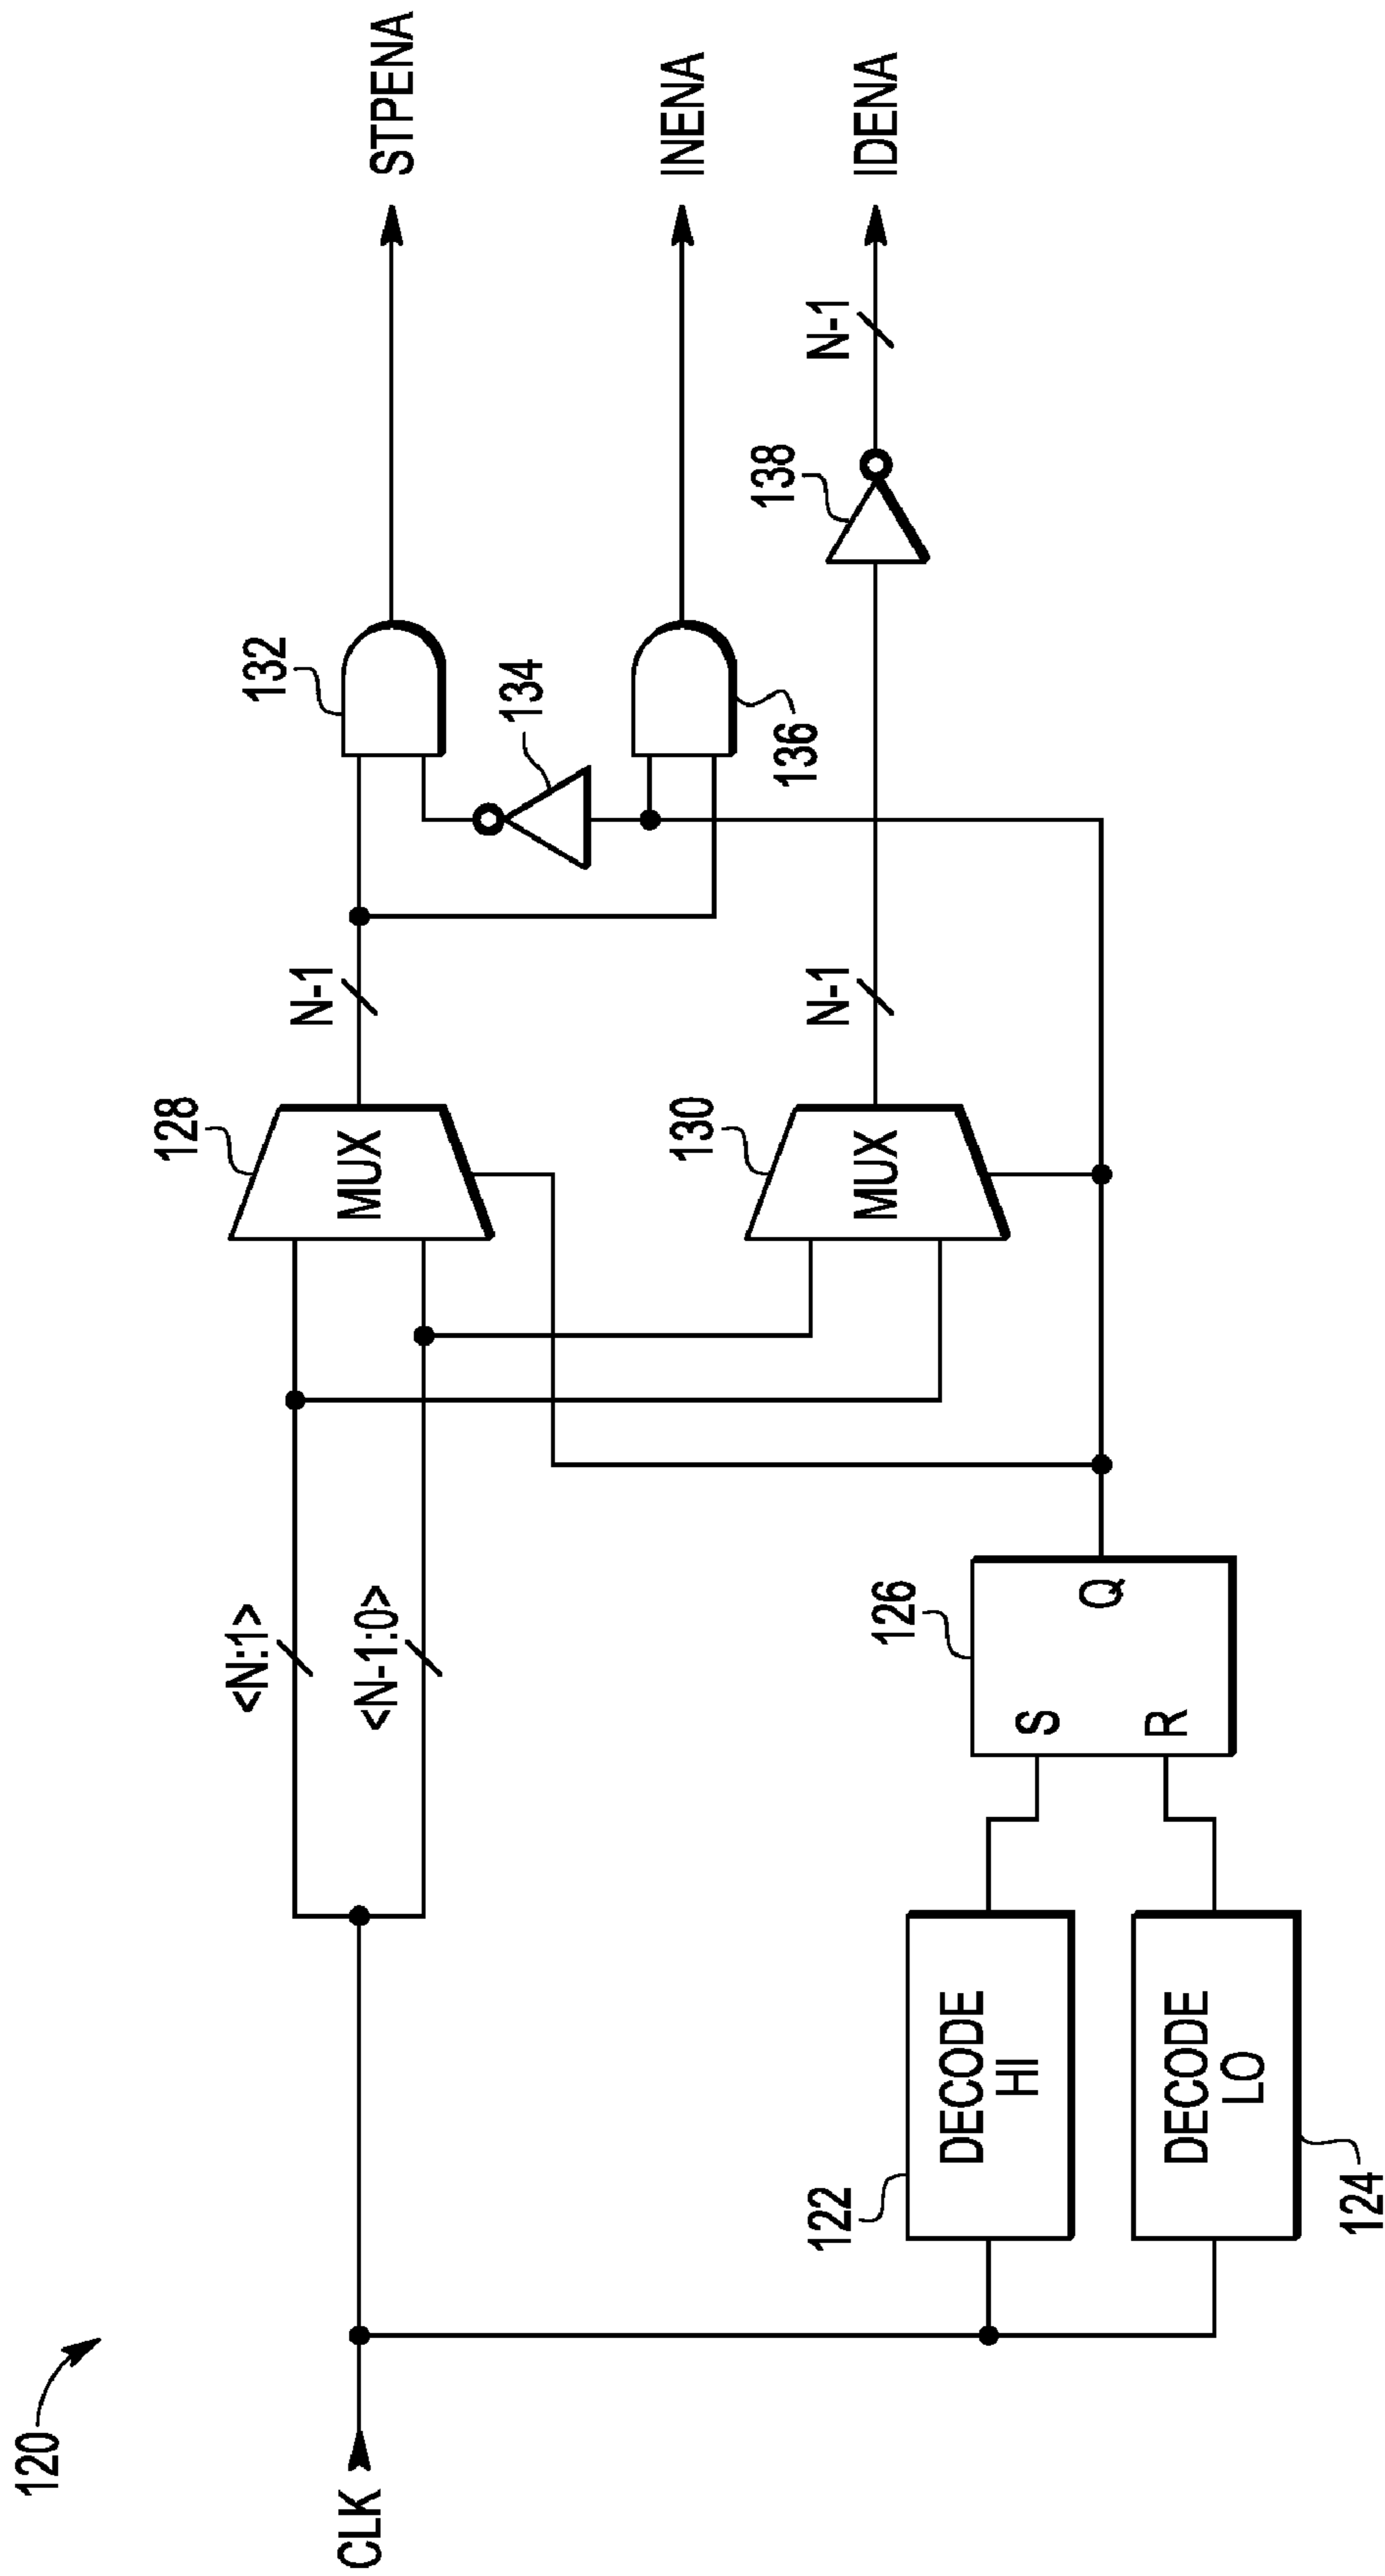 120
CLK
<N:1>
<N-1:0>
128
MUX
N-1
132
STPENA
134
136
INENA
130
MUX
N-1
138
N-1
IDENA
122
DECODE
HI
124
DECODE
LO
126
S
R
Q